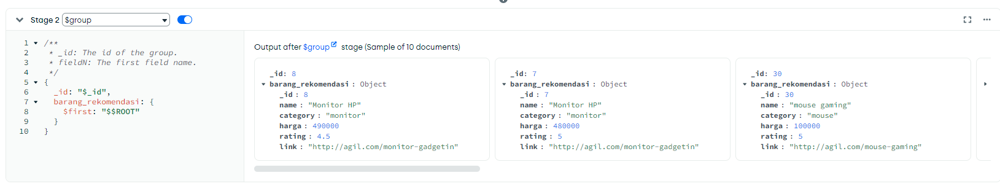 Stage 2 $group
Output after $group stage (Sample of 10 documents)
1 /**
2 * _id: The id of the group.
3 * fieldN: The first field name.
4 */
5 {
6 _id: "$_id",
7 barang_rekomendasi: {
8 $first: "$$ROOT"
9 }
10 }
_id: 8
barang_rekomendasi : Object
_id : 8
name : "Monitor HP"
category : "monitor"
harga : 490000
rating : 4.5
link : "http://agil.com/monitor-gadgetin"
_id: 7
barang_rekomendasi : Object
_id : 7
name : "Monitor HP"
category : "monitor"
harga : 480000
rating : 5
link : "http://agil.com/monitor-gadgetin"
_id: 30
barang_rekomendasi : Object
_id : 30
name : "mouse gaming"
category : "mouse"
harga : 100000
rating : 5
link : "http://agil.com/mouse-gaming"